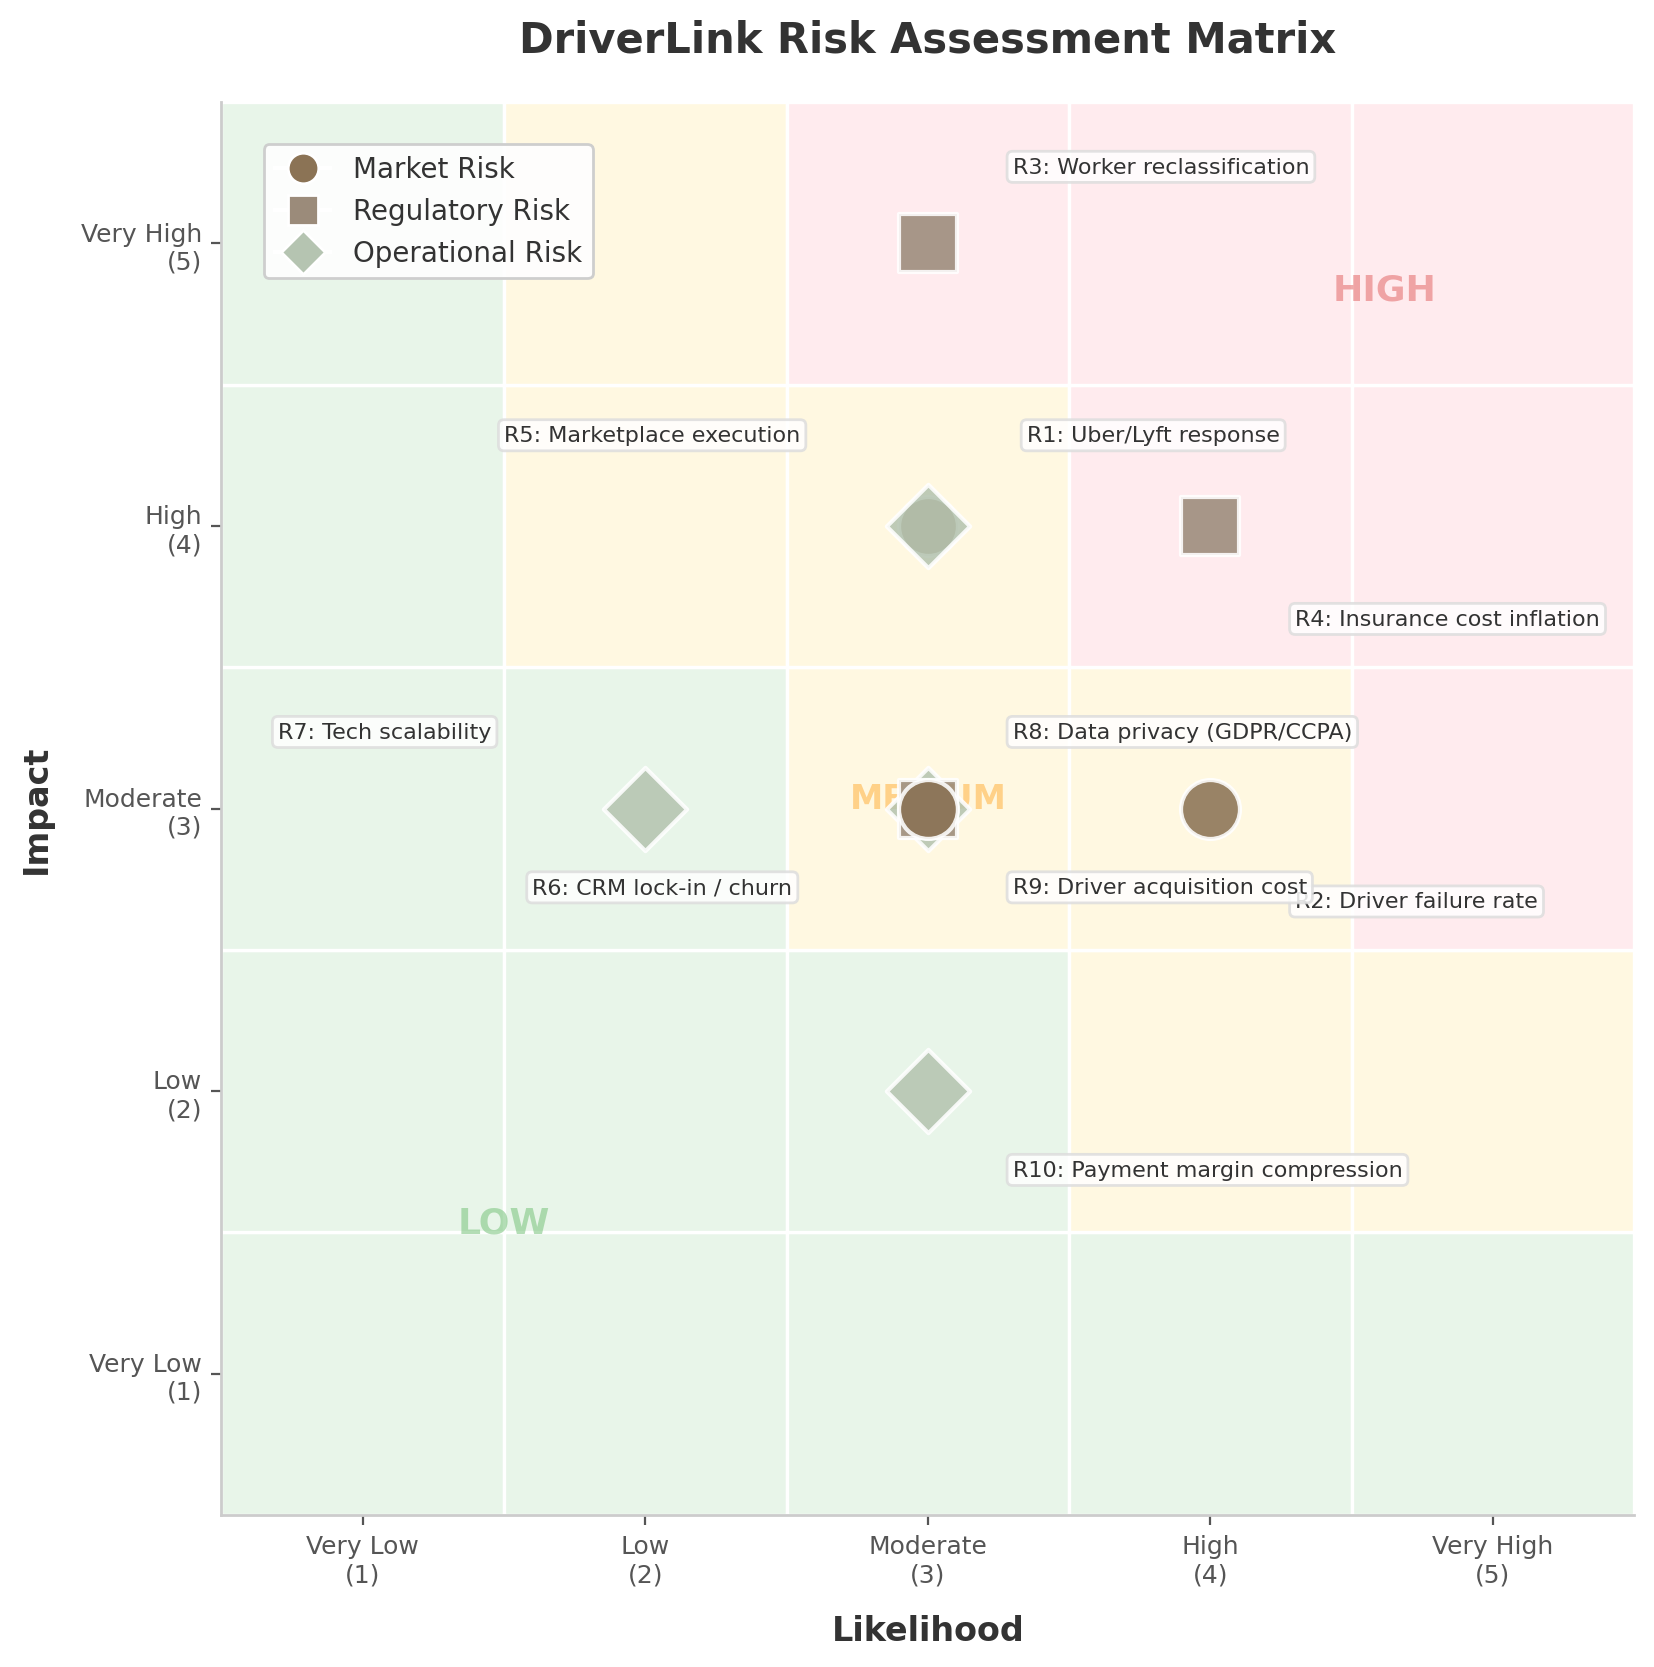 DriverLink Risk Assessment Matrix
Market Risk
Regulatory Risk
Operational Risk
R3: Worker reclassification
Very High
(5)
HIGH
R5: Marketplace execution
R1: Uber/Lyft response
High
(4)
R4: Insurance cost inflation
R7: Tech scalability
R8: Data privacy (GDPR/CCPA)
Impact
Moderate
(3)
R6: CRM lock-in / churn
R9: Driver acquisition cost
R2: Driver failure rate
Low
(2)
R10: Payment margin compression
LOW
Very Low
(1)
Very Low
(1)
Low
(2)
Moderate
(3)
High
(4)
Very High
(5)
Likelihood